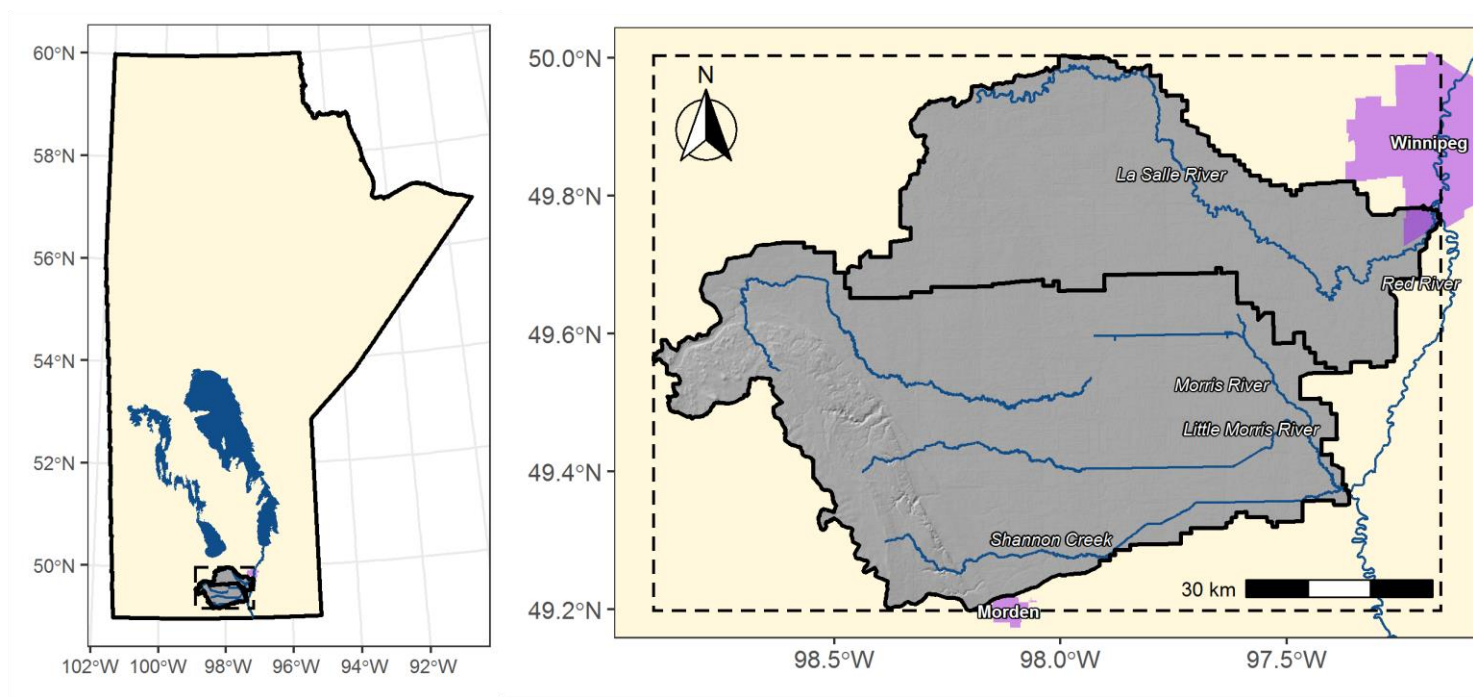 60°N
58°N
56°N
54°N
52°N
50°N
102°W 100°W 98°W 96°W 94°W 92°W
50.0°N
49.8°N
49.6°N
49.4°N
49.2°N
N
Winnipeg
La Salle River
Red River
Morris River
Little Morris River
Shannon Creek
30 km
Morden
98.5°W 98.0°W 97.5°W